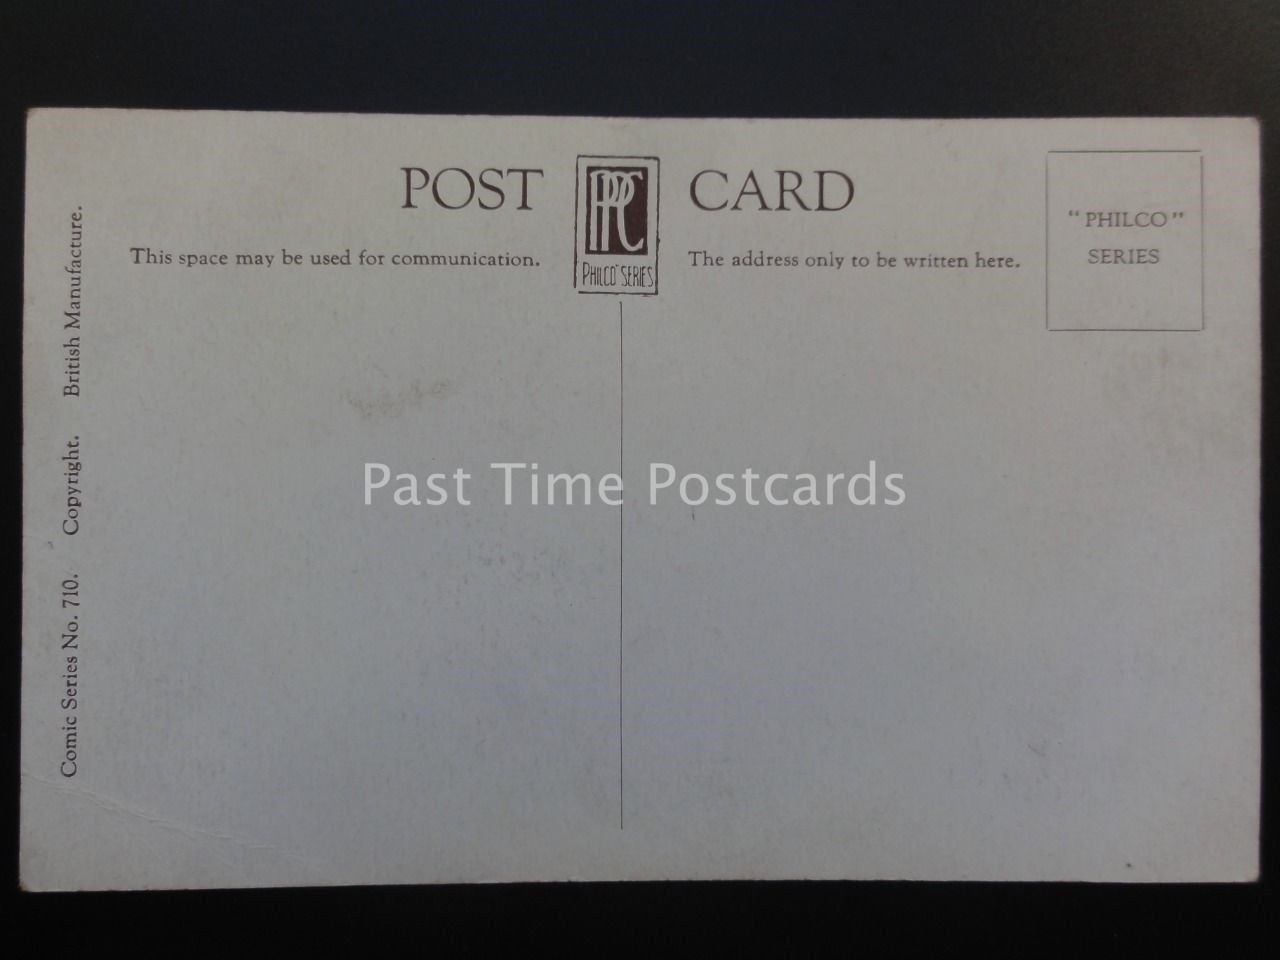 POST CARD
PPC
PHILCO SERIES
"PHILCO"
SERIES
This space may be used for communication.
The address only to be written here.
Comic Series No. 710. Copyright. British Manufacture.
Past Time Postcards